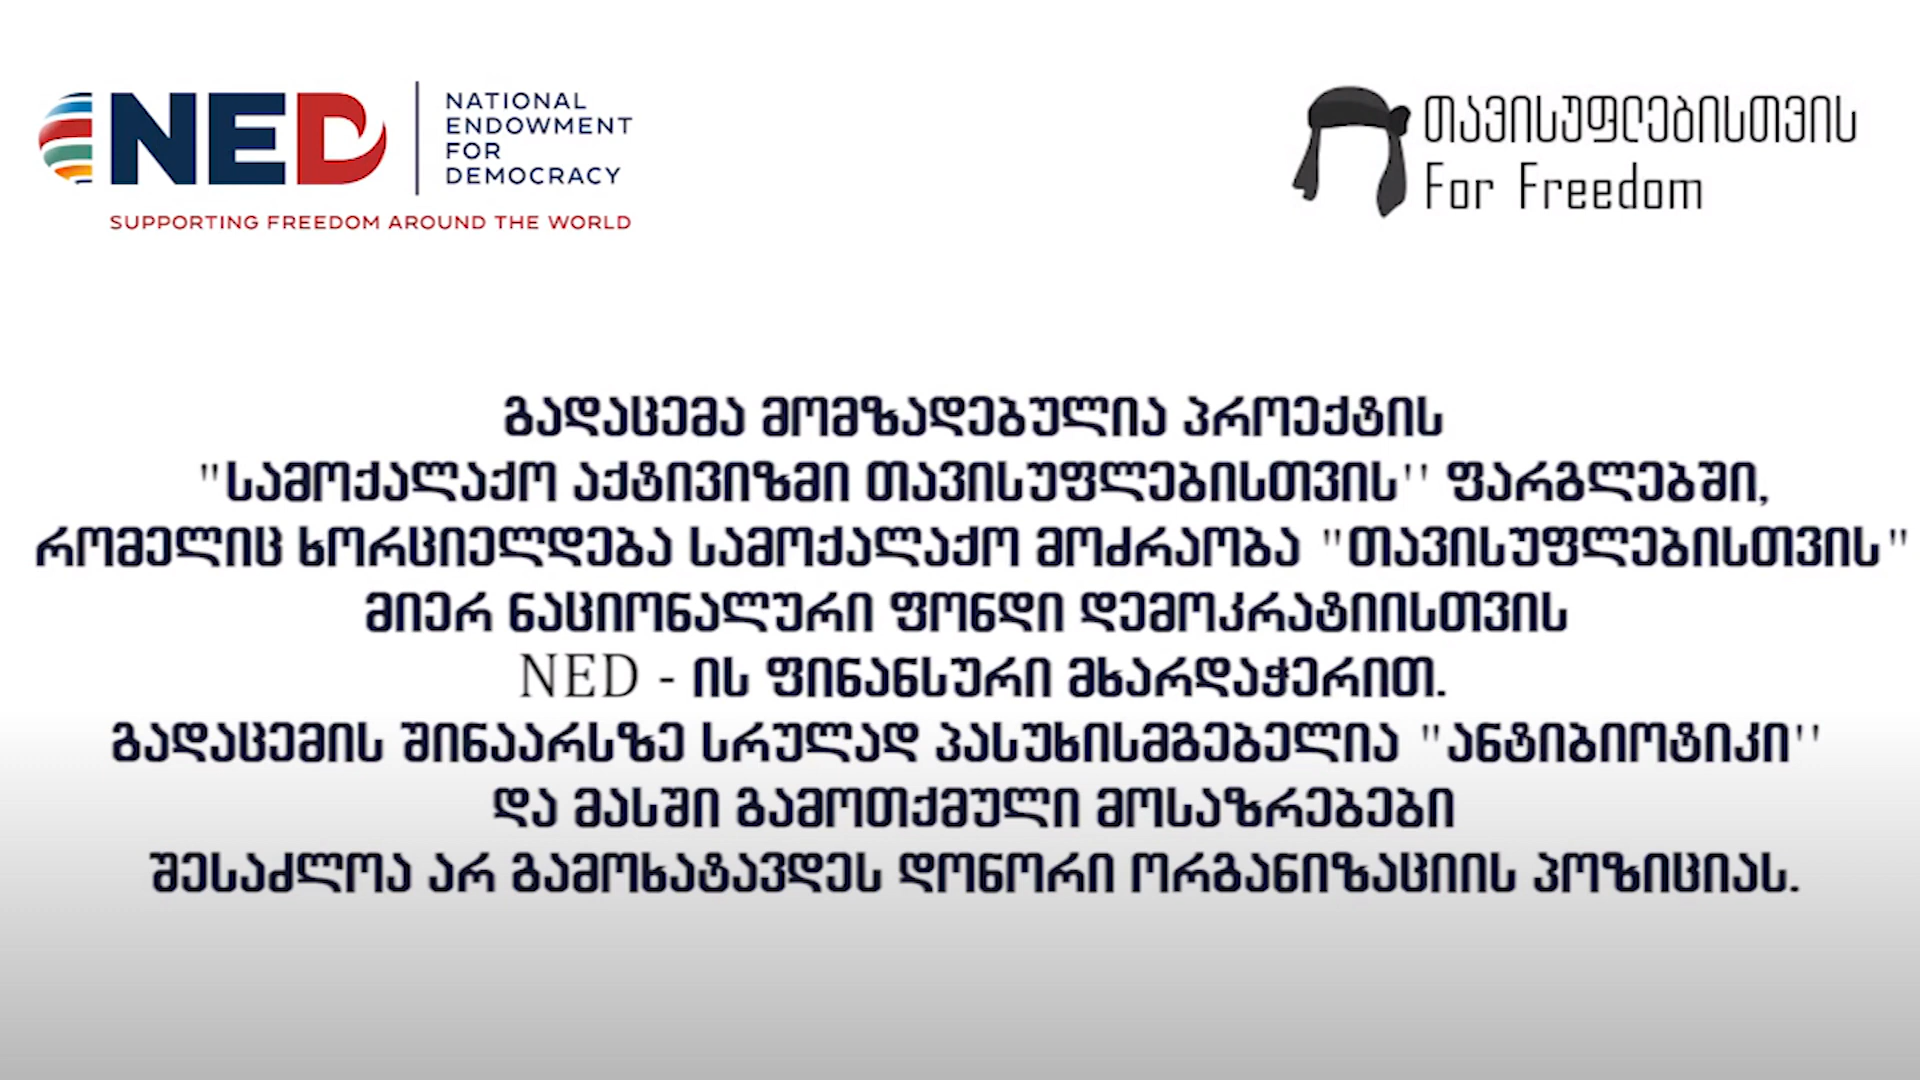 NED
NATIONAL
ENDOWMENT
FOR
DEMOCRACY
SUPPORTING FREEDOM AROUND THE WORLD
თავისუფლებისთვის
For Freedom
გადაცემა მომზადებულია პროექტის
"სამოქალაქო აქტივიზმი თავისუფლებისთვის'' ფარგლებში,
რომელიც ხორციელდება სამოქალაქო მოძრაობა "თავისუფლებისთვის"
მიერ ნაციონალური ფონდი დემოკრატიისთვის
NED - ის ფინანსური მხარდაჭერით.
გადაცემის შინაარსზე სრულად პასუხისმგებელია "ანტიბიოტიკი''
და მასში გამოთქმული მოსაზრებები
შესაძლოა არ გამოხატავდეს დონორი ორგანიზაციის პოზიციას.